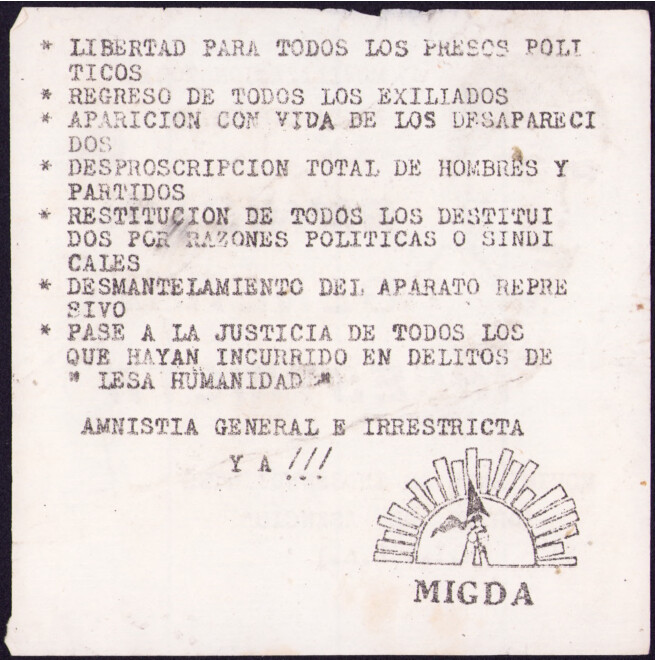 * LIBERTAD PARA TODOS LOS PRESOS POLI
TICOS
* REGRESO DE TODOS LOS EXILIADOS
* APARICION CON VIDA DE LOS DESAPARECI
DOS
* DESPROSCRIPCION TOTAL DE HOMBRES Y
PARTIDOS
* RESTITUCION DE TODOS LOS DESTITUI
DOS POR RAZONES POLITICAS O SINDI
CALES
* DESMANTELAMIENTO DEL APARATO REPRE
SIVO
* PASE A LA JUSTICIA DE TODOS LOS
QUE HAYAN INCURRIDO EN DELITOS DE
" LESA HUMANIDAD"
AMNISTIA GENERAL E IRRESTRICTA
Y A !!!
MIGDA